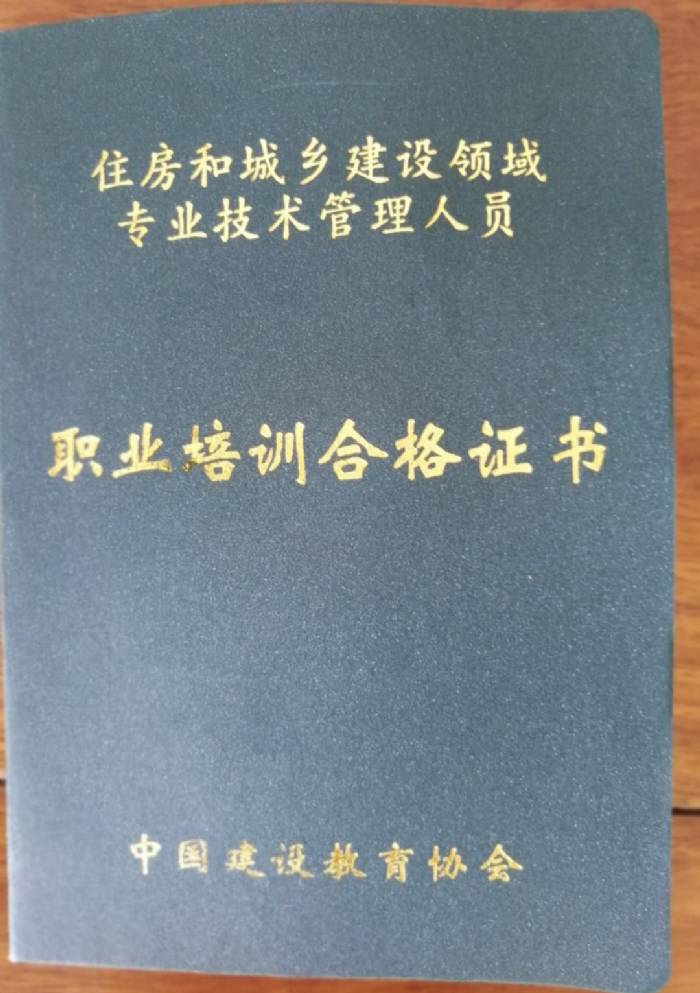 住房和城乡建设领域
专业技术管理人员
职业培训合格证书
中国建设教育协会